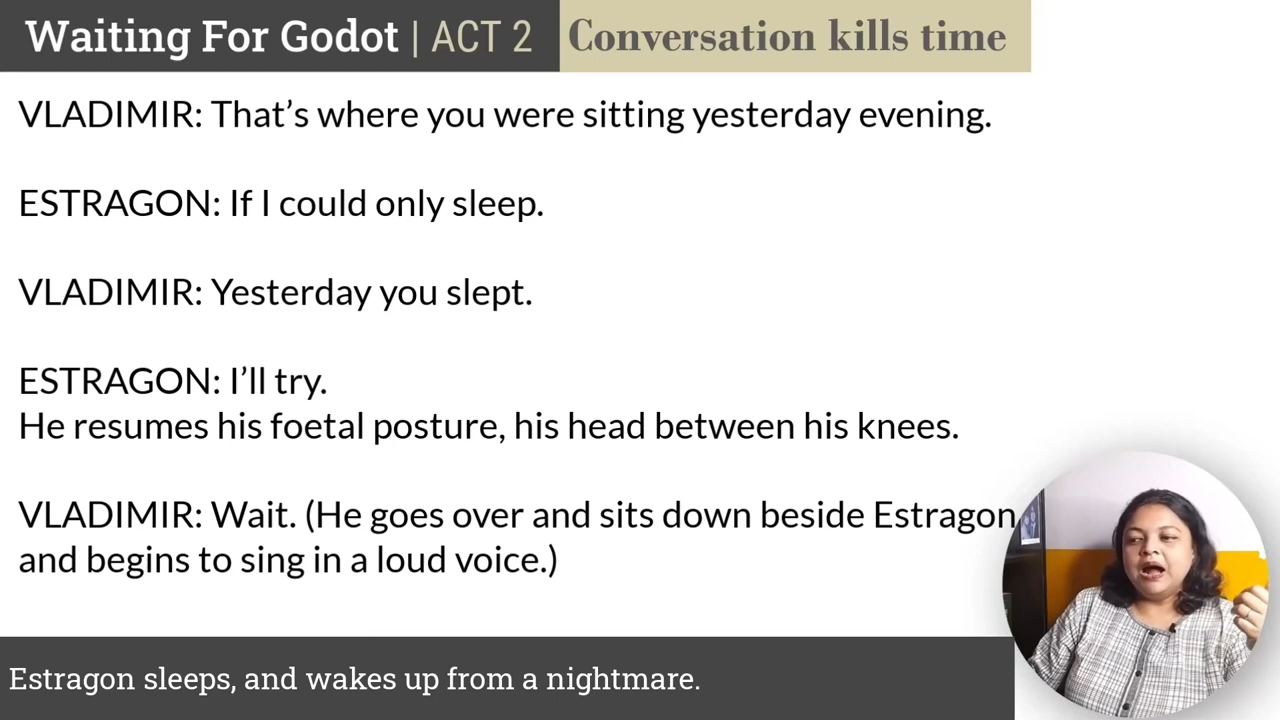 Waiting For Godot | ACT 2 Conversation kills time
VLADIMIR: That’s where you were sitting yesterday evening.
ESTRAGON: If I could only sleep.
VLADIMIR: Yesterday you slept.
ESTRAGON: I’ll try.
He resumes his foetal posture, his head between his knees.
VLADIMIR: Wait. (He goes over and sits down beside Estragon
and begins to sing in a loud voice.)
Estragon sleeps, and wakes up from a nightmare.